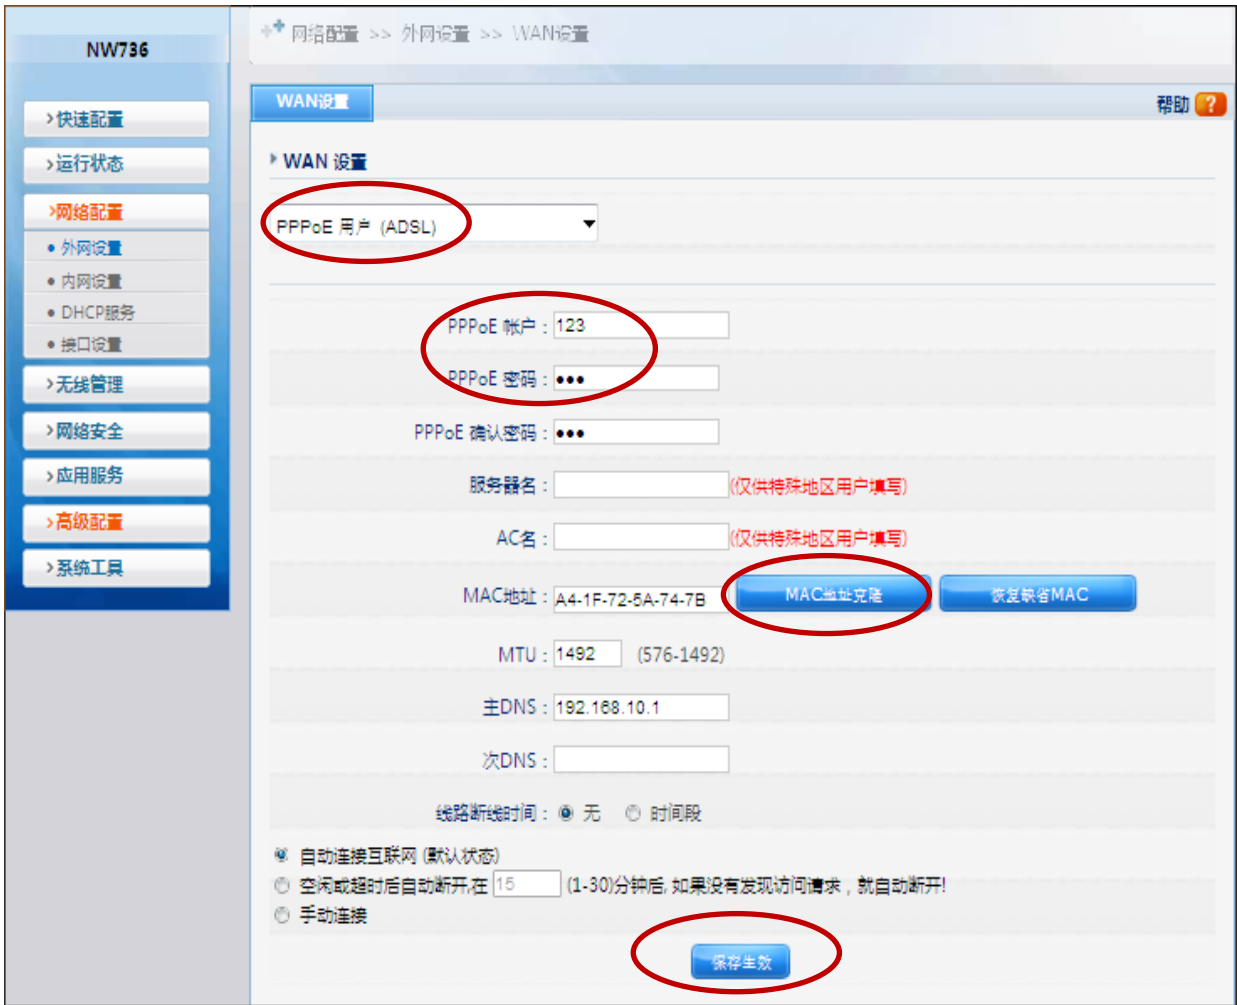 NW736
网络配置 >> 外网设置 >> WAN设置
WAN设置
帮助
?
>快速配置
>运行状态
>网络配置
• 外网设置
• 内网设置
• DHCP服务
• 接口设置
>无线管理
>网络安全
>应用服务
>高级配置
>系统工具
WAN 设置
PPPoE 用户 (ADSL)
PPPoE 帐户：123
PPPoE 密码：•••
PPPoE 确认密码：•••
服务器名： (仅供特殊地区用户填写)
AC名： (仅供特殊地区用户填写)
MAC地址：A4-1F-72-5A-74-7B MAC地址克隆 恢复缺省MAC
MTU：1492 (576-1492)
主DNS：192.168.10.1
次DNS：
线路断线时间： 无 时间段
自动连接互联网 (默认状态)
空闲或超时后自动断开,在 15 (1-30)分钟后, 如果没有发现访问请求，就自动断开!
手动连接
保存生效